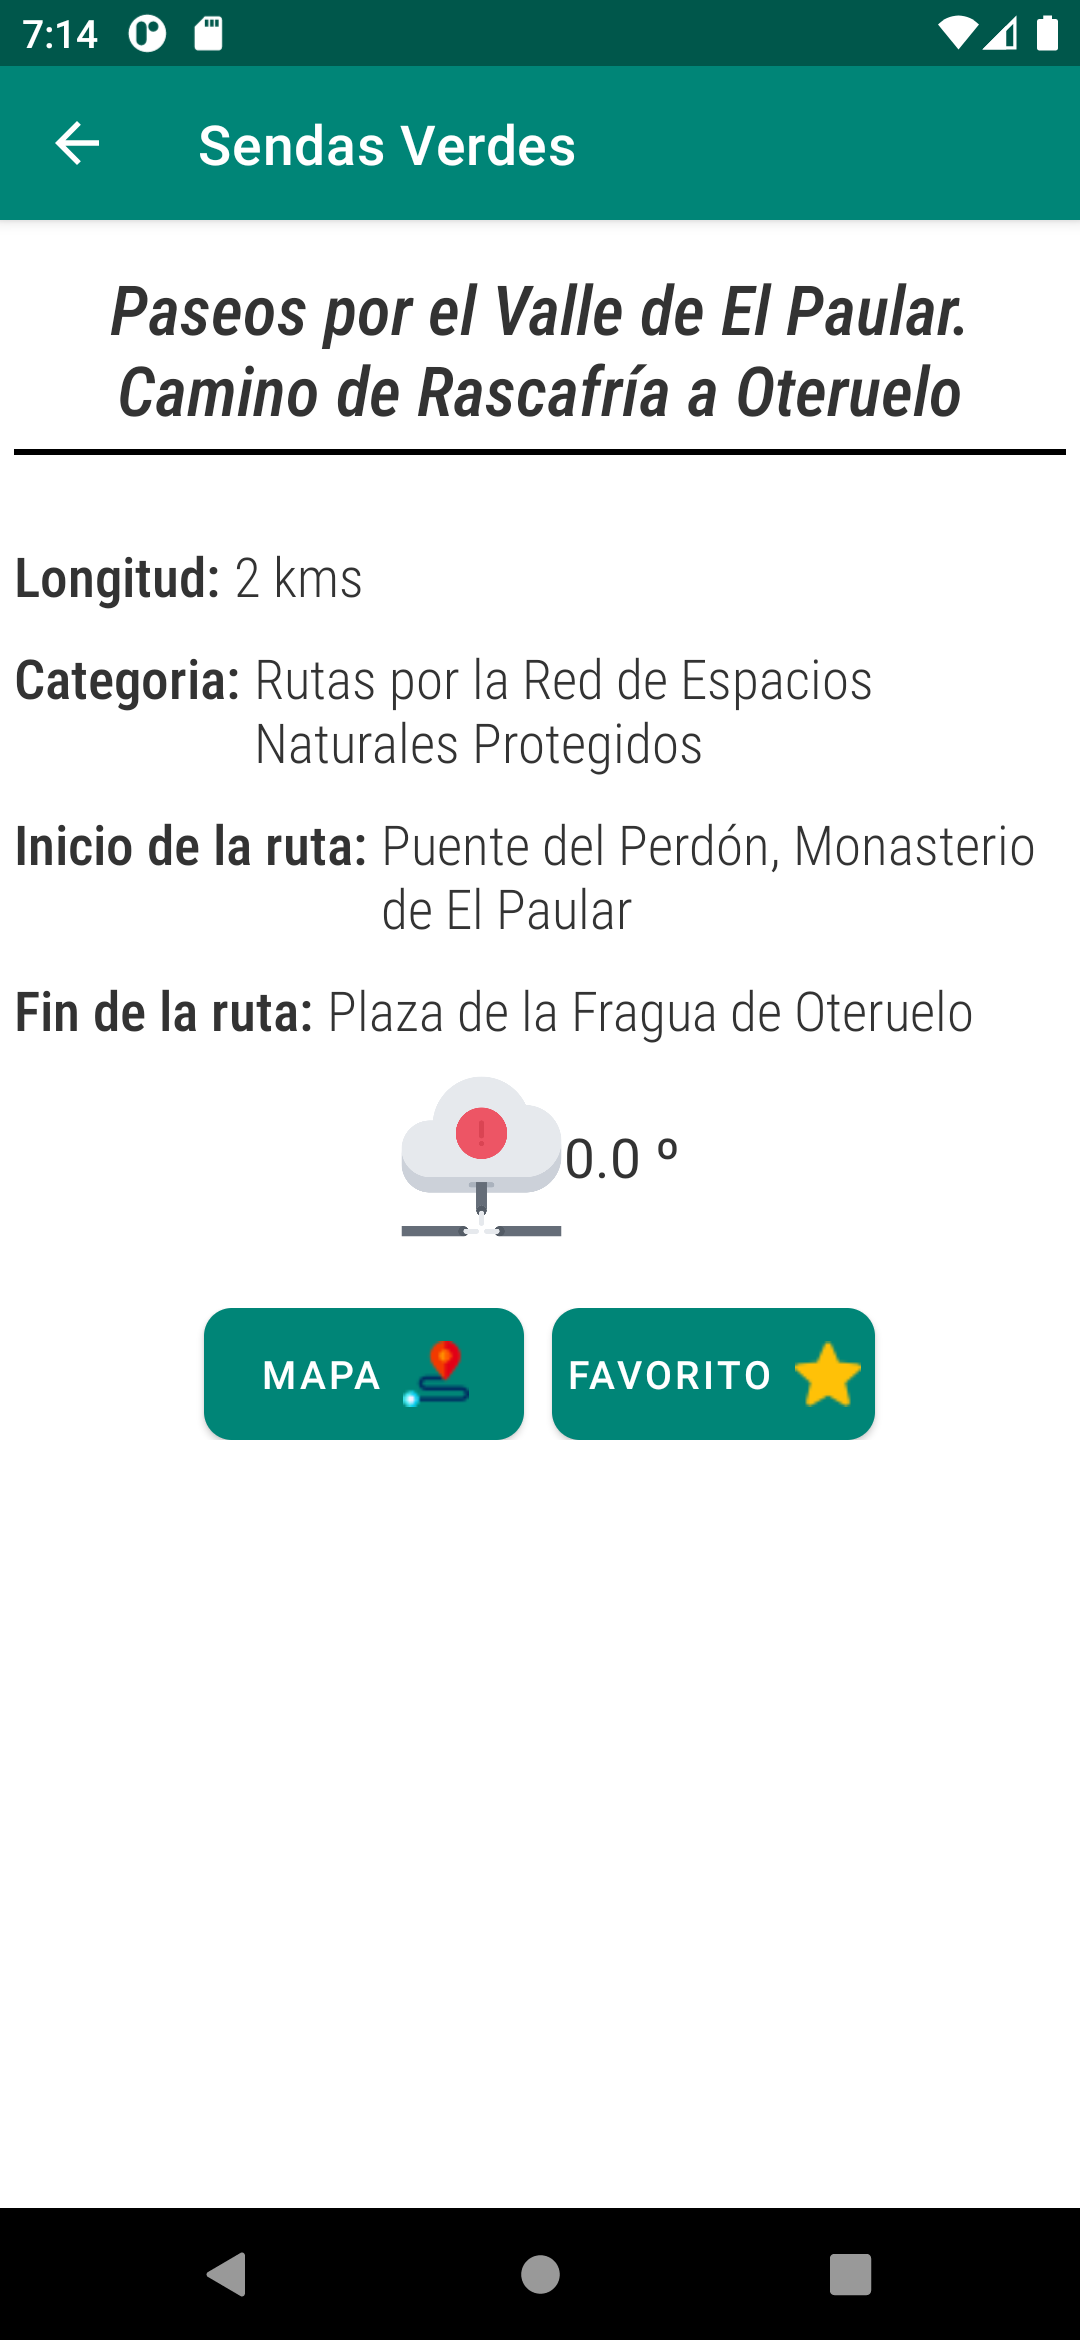 7:14
Sendas Verdes
Paseos por el Valle de El Paular.
Camino de Rascafría a Oteruelo
Longitud: 2 kms
Categoria: Rutas por la Red de Espacios
Naturales Protegidos
Inicio de la ruta: Puente del Perdón, Monasterio
de El Paular
Fin de la ruta: Plaza de la Fragua de Oteruelo
0.0 º
MAPA
FAVORITO